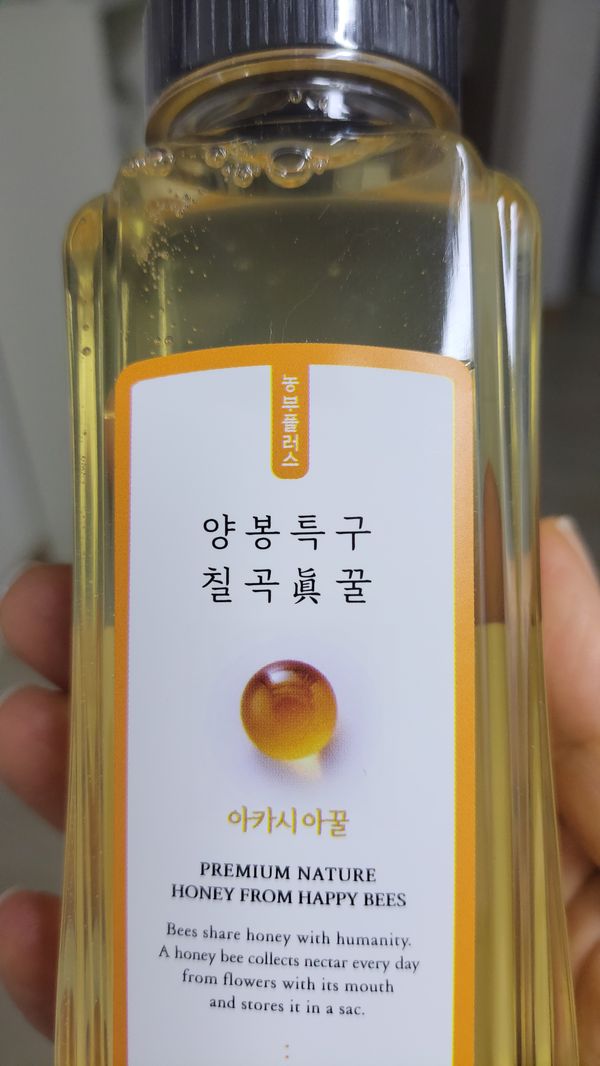 농부플러스
양봉특구
칠곡眞꿀
아카시아꿀
PREMIUM NATURE
HONEY FROM HAPPY BEES
Bees share honey with humanity.
A honey bee collects nectar every day
from flowers with its mouth
and stores it in a sac.